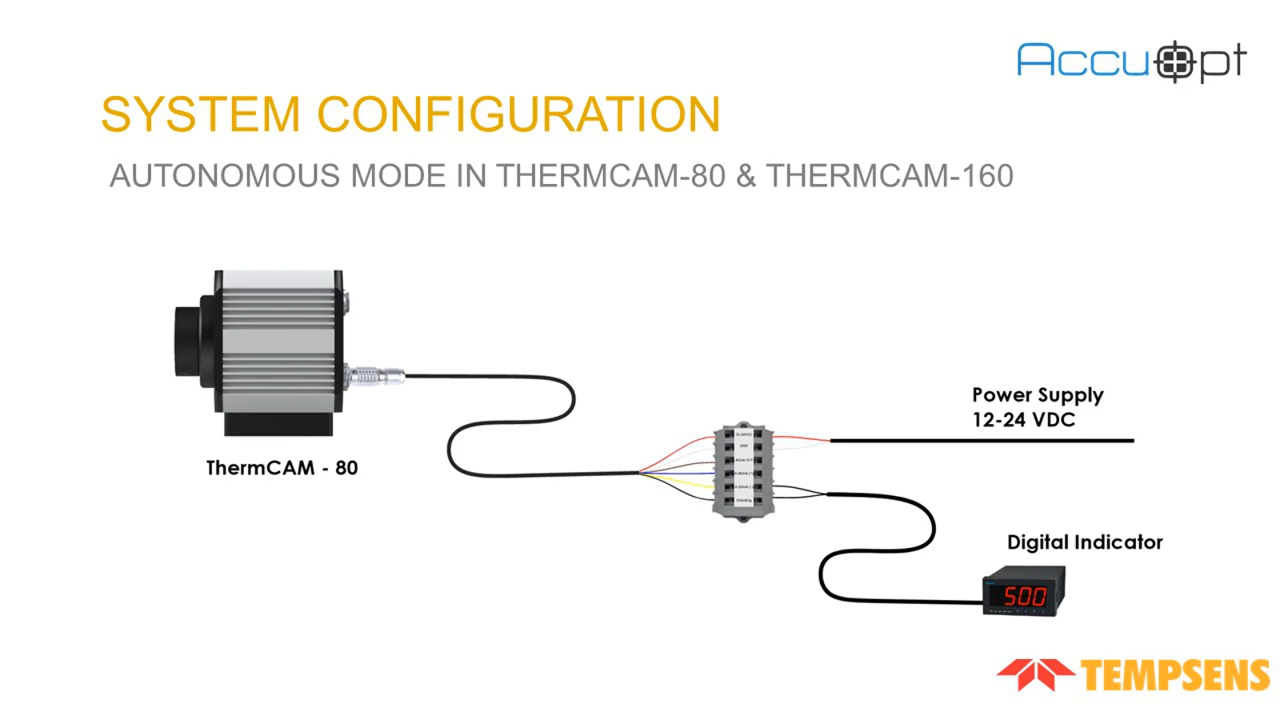 AccuOpt
SYSTEM CONFIGURATION
AUTONOMOUS MODE IN THERMCAM-80 & THERMCAM-160
Power Supply
12-24 VDC
ThermCAM - 80
Digital Indicator
500
TEMPSENS